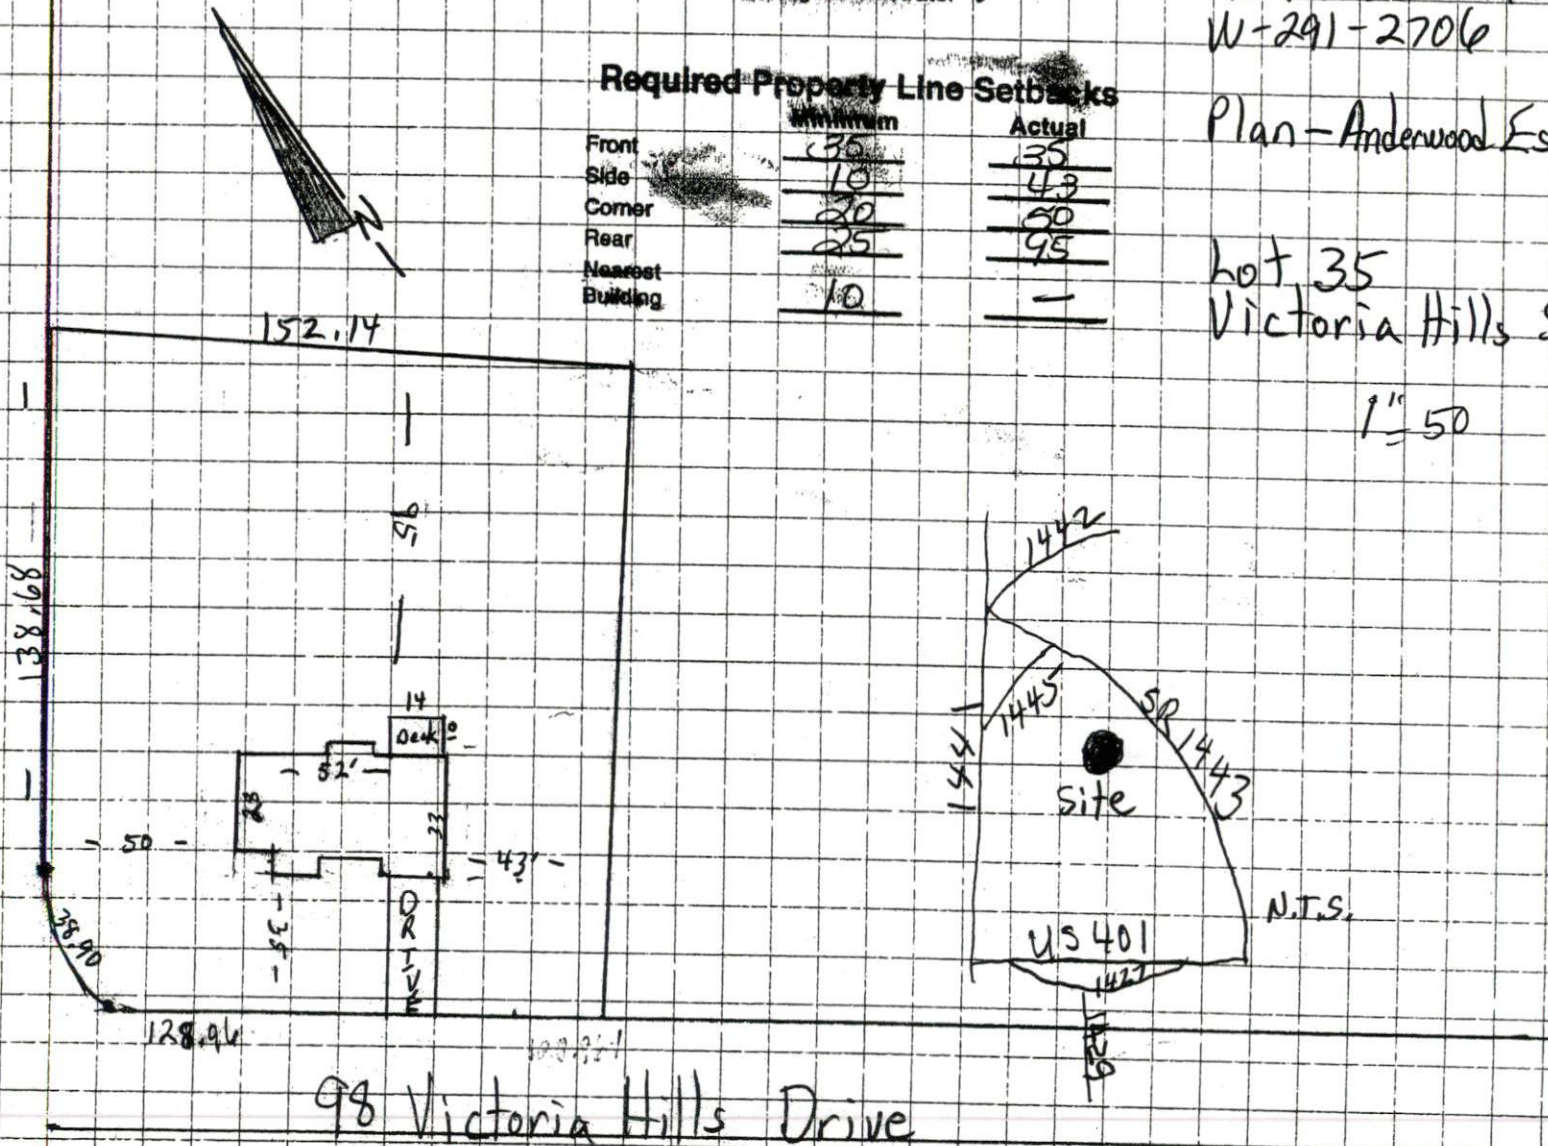 W-291-2706
Plan-Anderwood Es
Required Property Line Setbacks
Minimum Actual
Front 35 35
Side 10 43
Corner 20 50
Rear 25 95
Nearest
Building 10 —
Lot 35
Victoria Hills S
1" = 50
N
152.14
95
138.68
14
Deck
52'
28
33
50
43'
35
38.90
DRIVE
128.96
98 Victoria Hills Drive
1442
1445
1441
SR 1443
Site
N.T.S.
US 401
1427
1429